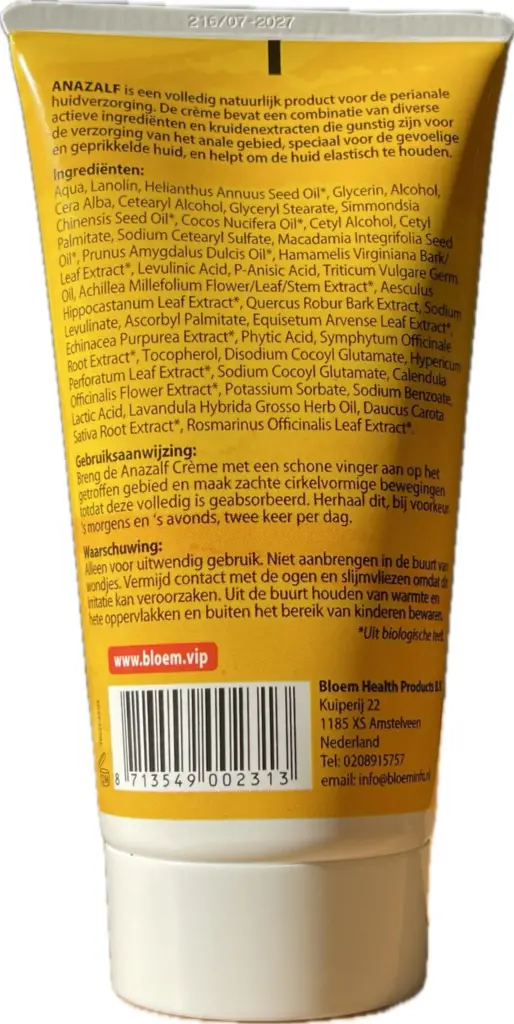 216/07-2027
ANAZALF is een volledig natuurlijk product voor de perianale
huidverzorging. De crème bevat een combinatie van diverse
actieve ingrediënten en kruidenextracten die gunstig zijn voor
de verzorging van het anale gebied, speciaal voor de gevoelige
en geprikkelde huid, en helpt om de huid elastisch te houden.
Ingrediënten:
Aqua, Lanolin, Helianthus Annuus Seed Oil*, Glycerin, Alcohol,
Cera Alba, Cetearyl Alcohol, Glyceryl Stearate, Simmondsia
Chinensis Seed Oil*, Cocos Nucifera Oil*, Cetyl Alcohol, Cetyl
Palmitate, Sodium Cetearyl Sulfate, Macadamia Integrifolia Seed
Oil*, Prunus Amygdalus Dulcis Oil*, Hamamelis Virginiana Bark/
Leaf Extract*, Levulinic Acid, P-Anisic Acid, Triticum Vulgare Germ
Oil, Achillea Millefolium Flower/Leaf/Stem Extract*, Aesculus
Hippocastanum Leaf Extract*, Quercus Robur Bark Extract, Sodium
Levulinate, Ascorbyl Palmitate, Equisetum Arvense Leaf Extract*,
Echinacea Purpurea Extract*, Phytic Acid, Symphytum Officinale
Root Extract*, Tocopherol, Disodium Cocoyl Glutamate, Hypericum
Perforatum Leaf Extract*, Sodium Cocoyl Glutamate, Calendula
Officinalis Flower Extract*, Potassium Sorbate, Sodium Benzoate,
Lactic Acid, Lavandula Hybrida Grosso Herb Oil, Daucus Carota
Sativa Root Extract*, Rosmarinus Officinalis Leaf Extract*.
Gebruiksaanwijzing:
Breng de Anazalf Crème met een schone vinger aan op het
getroffen gebied en maak zachte cirkelvormige bewegingen
totdat deze volledig is geabsorbeerd. Herhaal dit, bij voorkeur
's morgens en 's avonds, twee keer per dag.
Waarschuwing:
Alleen voor uitwendig gebruik. Niet aanbrengen in de buurt van
wondjes. Vermijd contact met de ogen en slijmvliezen omdat dit
irritatie kan veroorzaken. Uit de buurt houden van warmte en
hete oppervlakken en buiten het bereik van kinderen bewaren.
*Uit biologische teelt
www.bloem.vip
Bloem Health Products B.V.
Kuiperij 22
1185 XS Amstelveen
Nederland
Tel: 0208915757
email: info@bloeminfo.nl
8 713549 002313